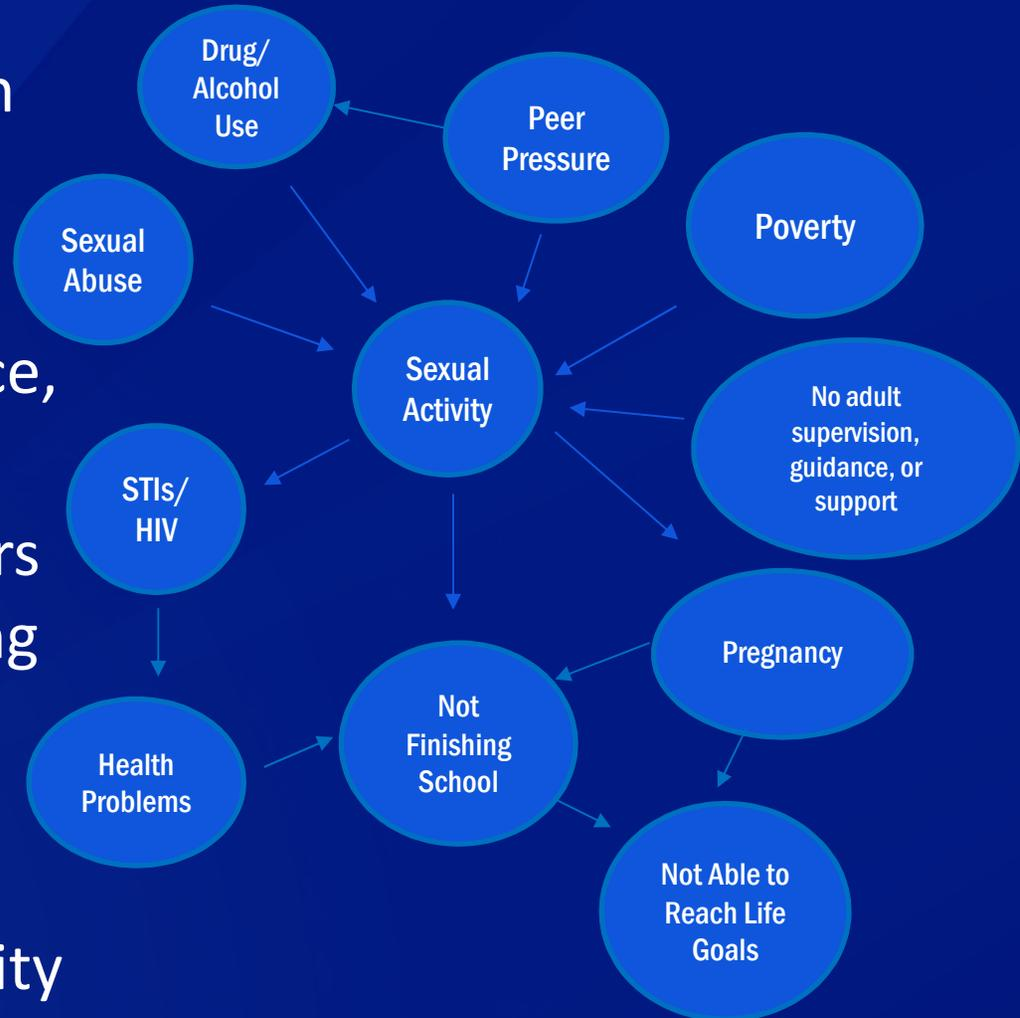 Drug/
Alcohol
Use
Peer
Pressure
Poverty
Sexual
Abuse
Sexual
Activity
No adult
supervision,
guidance, or
support
STIs/
HIV
Pregnancy
Not
Finishing
School
Health
Problems
Not Able to
Reach Life
Goals